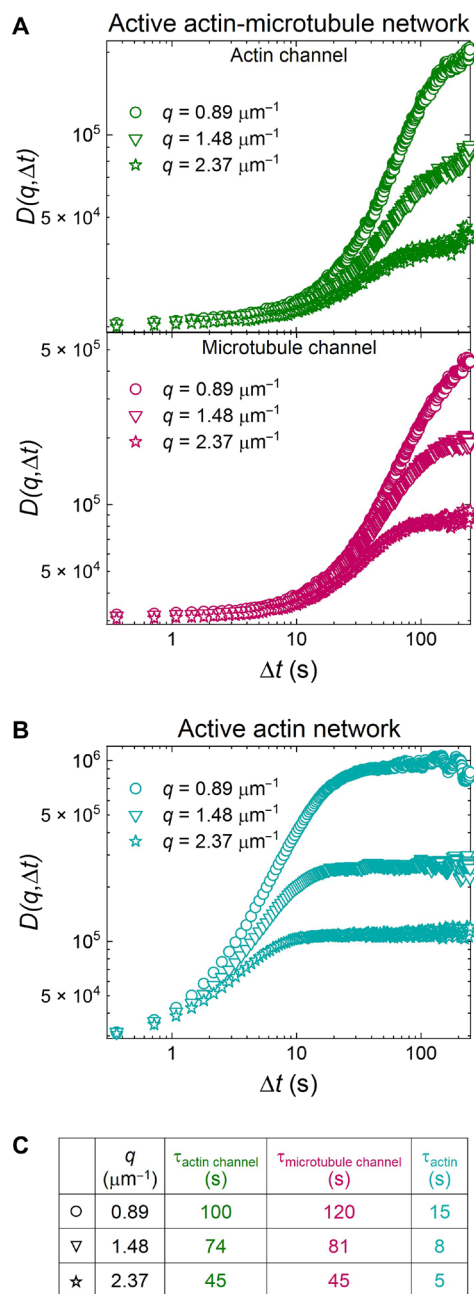 A
Active actin-microtubule network
Actin channel
q = 0.89 μm⁻¹
q = 1.48 μm⁻¹
q = 2.37 μm⁻¹
10⁵
5 × 10⁴
D(q,Δt)
5 × 10⁵
Microtubule channel
q = 0.89 μm⁻¹
q = 1.48 μm⁻¹
q = 2.37 μm⁻¹
10⁵
5 × 10⁴
D(q,Δt)
1 10 100
Δt (s)
B
Active actin network
10⁶
q = 0.89 μm⁻¹
5 × 10⁵
q = 1.48 μm⁻¹
q = 2.37 μm⁻¹
10⁵
5 × 10⁴
D(q,Δt)
1 10 100
Δt (s)
C
q τactin channel τmicrotubule channel τactin
(μm⁻¹) (s) (s) (s)
0.89 100 120 15
1.48 74 81 8
2.37 45 45 5